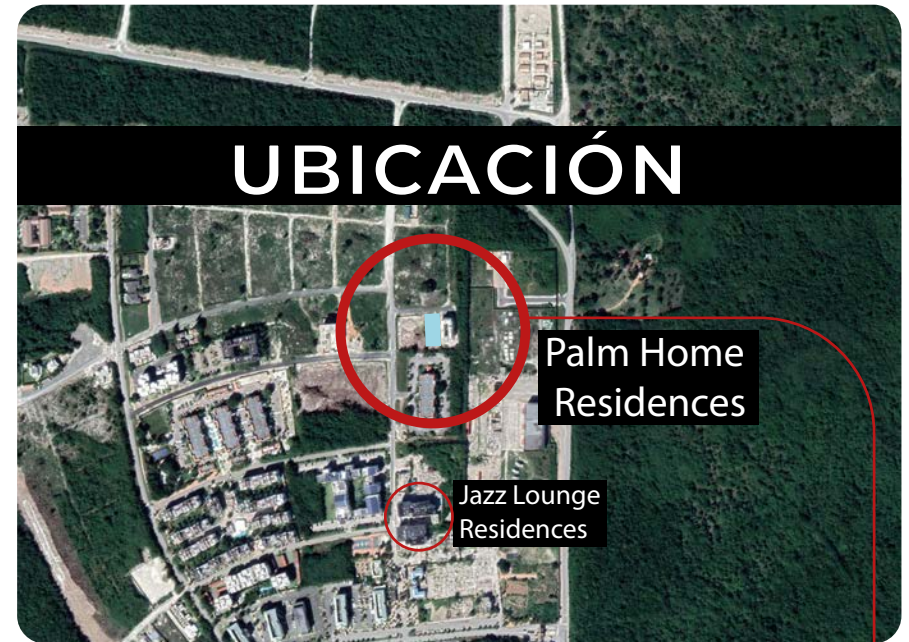 UBICACIÓN
Palm Home
Residences
Jazz Lounge
Residences